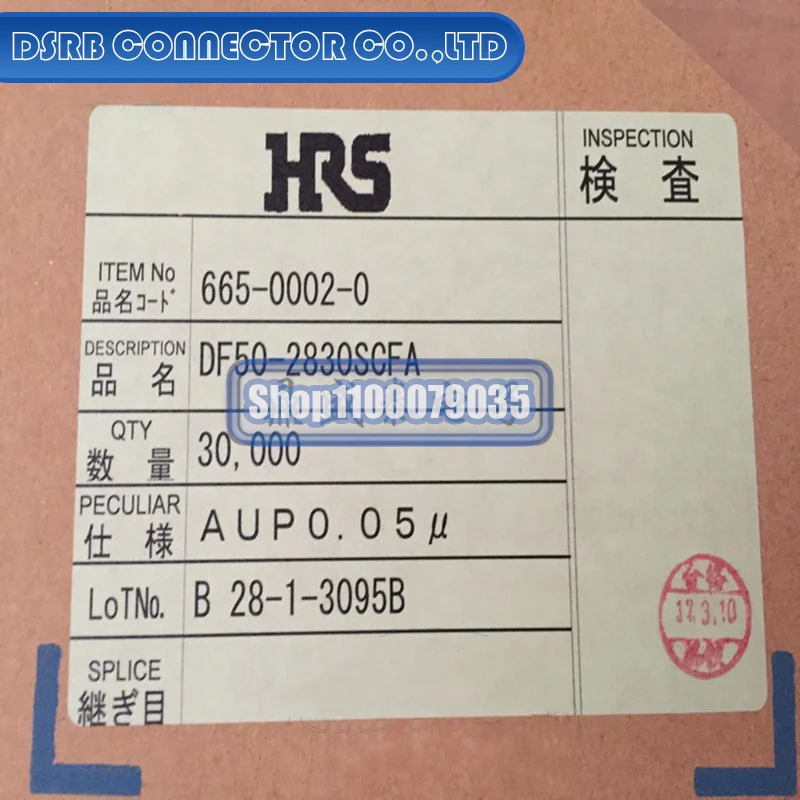 DSRB CONNECTOR CO.,LTD
HRS
INSPECTION
検 査
ITEM No
品名ｺｰﾄﾞ
665-0002-0
DESCRIPTION
品 名
DF50-2830SCFA
Shop1108079035
QTY
数 量
30,000
PECULIAR
仕 様
AUP0.05μ
LoTNo.
B 28-1-3095B
17.3.10
SPLICE
継ぎ目